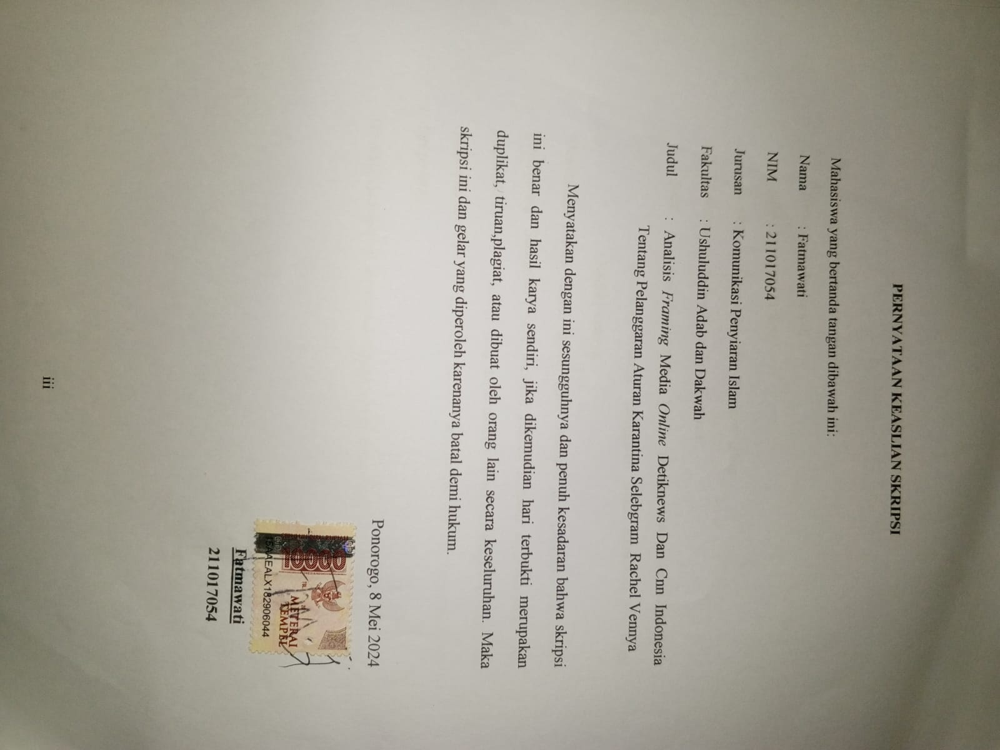 PERNYATAAN KEASLIAN SKRIPSI
Mahasiswa yang bertanda tangan dibawah ini:
Nama : Fatmawati
NIM : 211017054
Jurusan : Komunikasi Penyiaran Islam
Fakultas : Ushuluddin Adab dan Dakwah
Judul : Analisis Framing Media Online Detiknews Dan Cnn Indonesia
Tentang Pelanggaran Aturan Karantina Selebgram Rachel Vennya
Menyatakan dengan ini sesungguhnya dan penuh kesadaran bahwa skripsi
ini benar dan hasil karya sendiri, jika dikemudian hari terbukti merupakan
duplikat, tiruan,plagiat, atau dibuat oleh orang lain secara keseluruhan. Maka
skripsi ini dan gelar yang diperoleh karenanya batal demi hukum.
Ponorogo, 8 Mei 2024
METERAI
TEMPEL
15AAEALX182906044
Fatmawati
211017054
iii